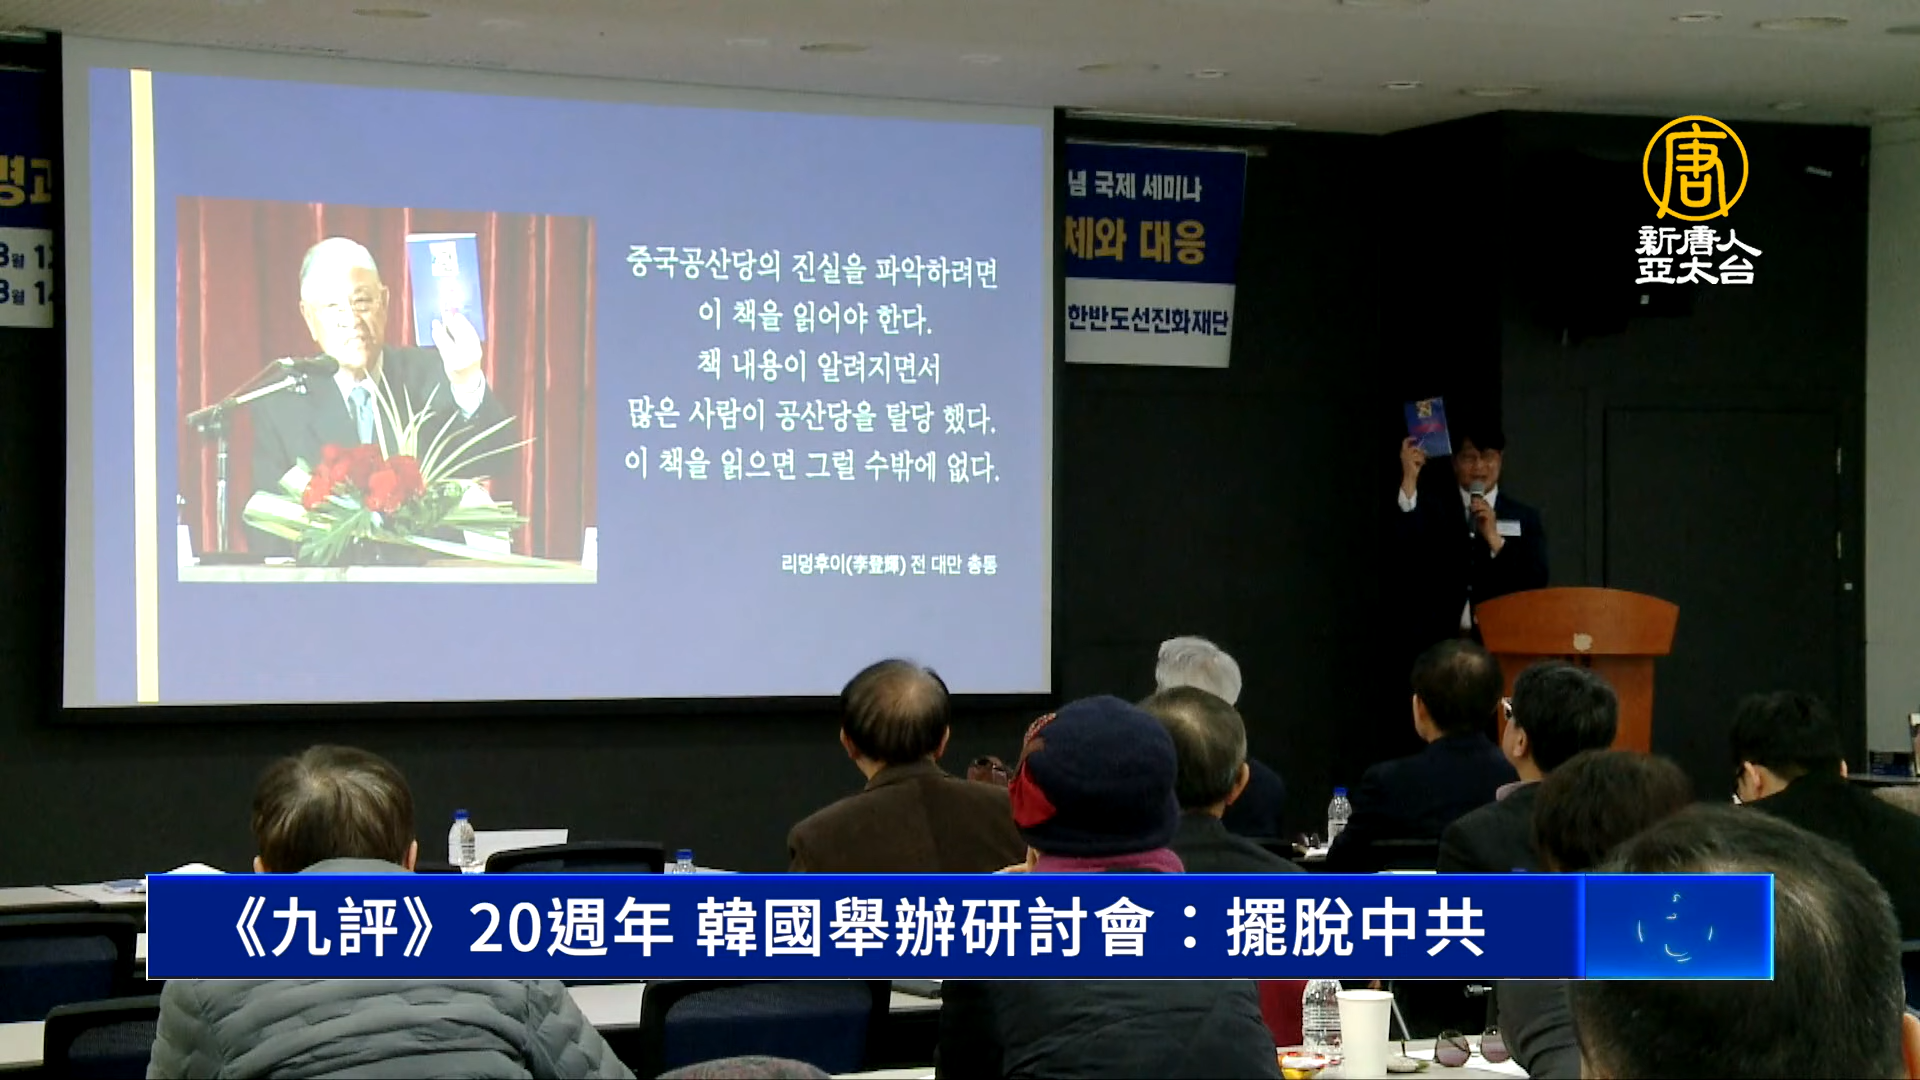 중국공산당의 진실을 파악하려면
이 책을 읽어야 한다.
책 내용이 알려지면서
많은 사람이 공산당을 탈당 했다.
이 책을 읽으면 그럴 수밖에 없다.
리덩후이(李登輝) 전 대만 총통
념 국제 세미나
체와 대응
한반도선진화재단
唐
新唐人
亞太台
《九評》20週年 韓國舉辦研討會：擺脫中共